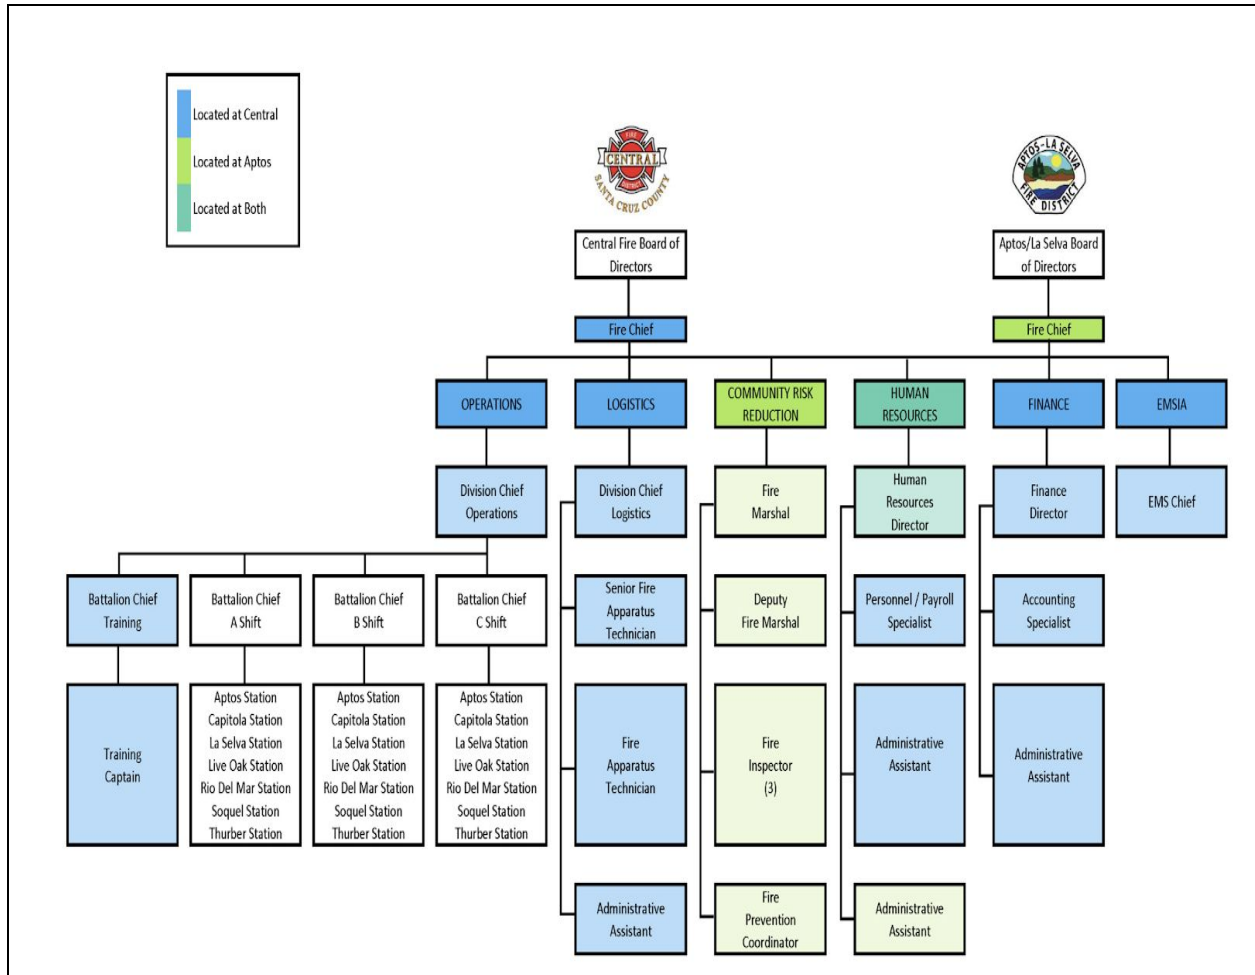 Located at Central
Located at Aptos
Located at Both
FIRE
CENTRAL
DISTRICT
SANTA CRUZ COUNTY
APTOS-LA SELVA
FIRE DISTRICT
Central Fire Board of
Directors
Aptos/La Selva Board
of Directors
Fire Chief
Fire Chief
OPERATIONS
LOGISTICS
COMMUNITY RISK
REDUCTION
HUMAN
RESOURCES
FINANCE
EMSIA
Division Chief
Operations
Division Chief
Logistics
Fire
Marshal
Human
Resources
Director
Finance
Director
EMS Chief
Battalion Chief
Training
Battalion Chief
A Shift
Battalion Chief
B Shift
Battalion Chief
C Shift
Senior Fire
Apparatus
Technician
Deputy
Fire Marshal
Personnel / Payroll
Specialist
Accounting
Specialist
Training
Captain
Aptos Station
Capitola Station
La Selva Station
Live Oak Station
Rio Del Mar Station
Soquel Station
Thurber Station
Aptos Station
Capitola Station
La Selva Station
Live Oak Station
Rio Del Mar Station
Soquel Station
Thurber Station
Aptos Station
Capitola Station
La Selva Station
Live Oak Station
Rio Del Mar Station
Soquel Station
Thurber Station
Fire
Apparatus
Technician
Fire
Inspector
(3)
Administrative
Assistant
Administrative
Assistant
Administrative
Assistant
Fire
Prevention
Coordinator
Administrative
Assistant